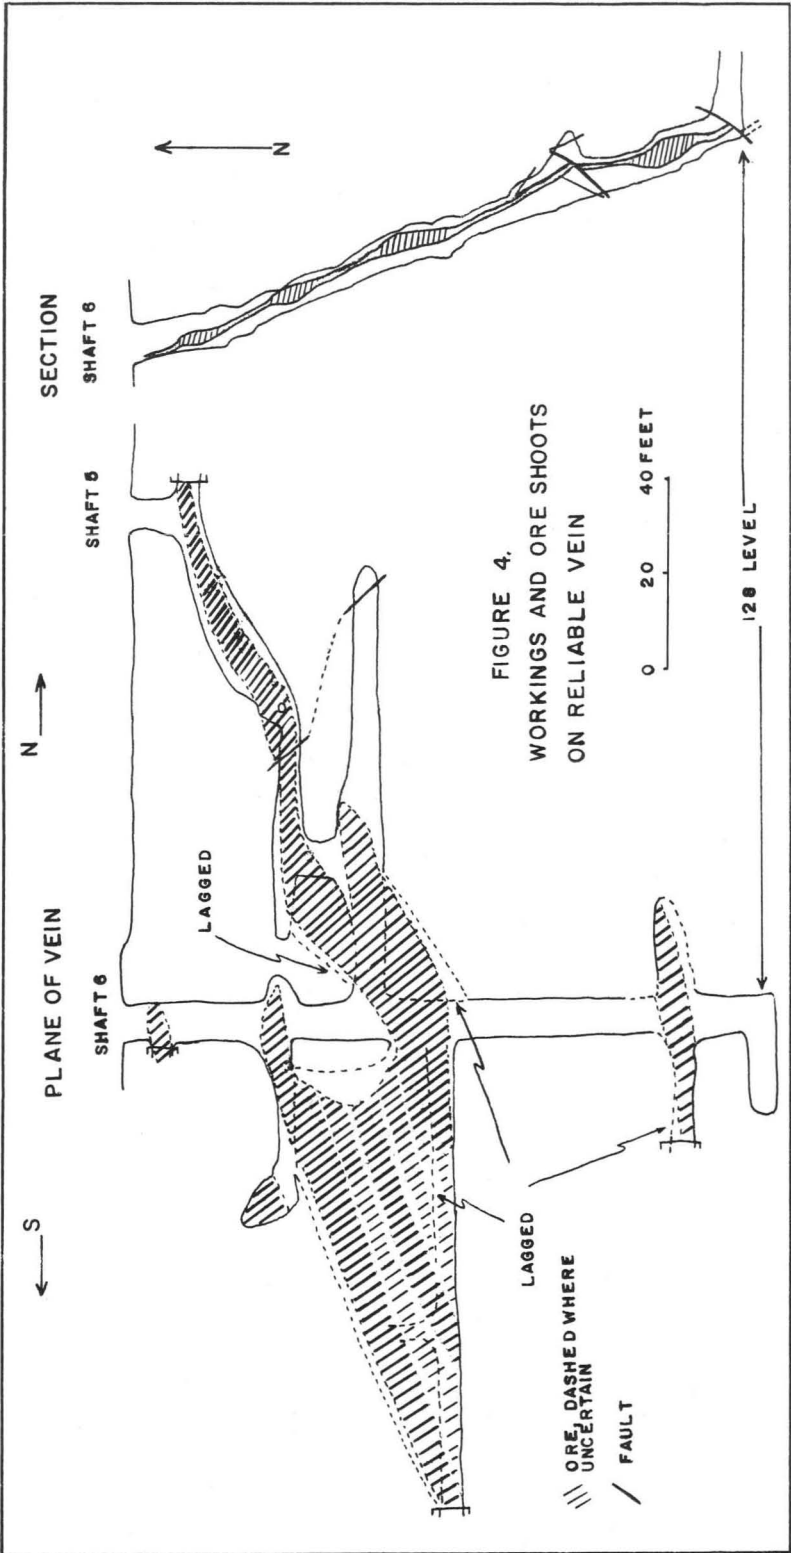 PLANE OF VEIN
SECTION
S
N
N
SHAFT 6
SHAFT 5
SHAFT 6
LAGGED
LAGGED
128 LEVEL
FIGURE 4.
WORKINGS AND ORE SHOOTS
ON RELIABLE VEIN
0 20 40 FEET
ORE, DASHED WHERE
UNCERTAIN
FAULT